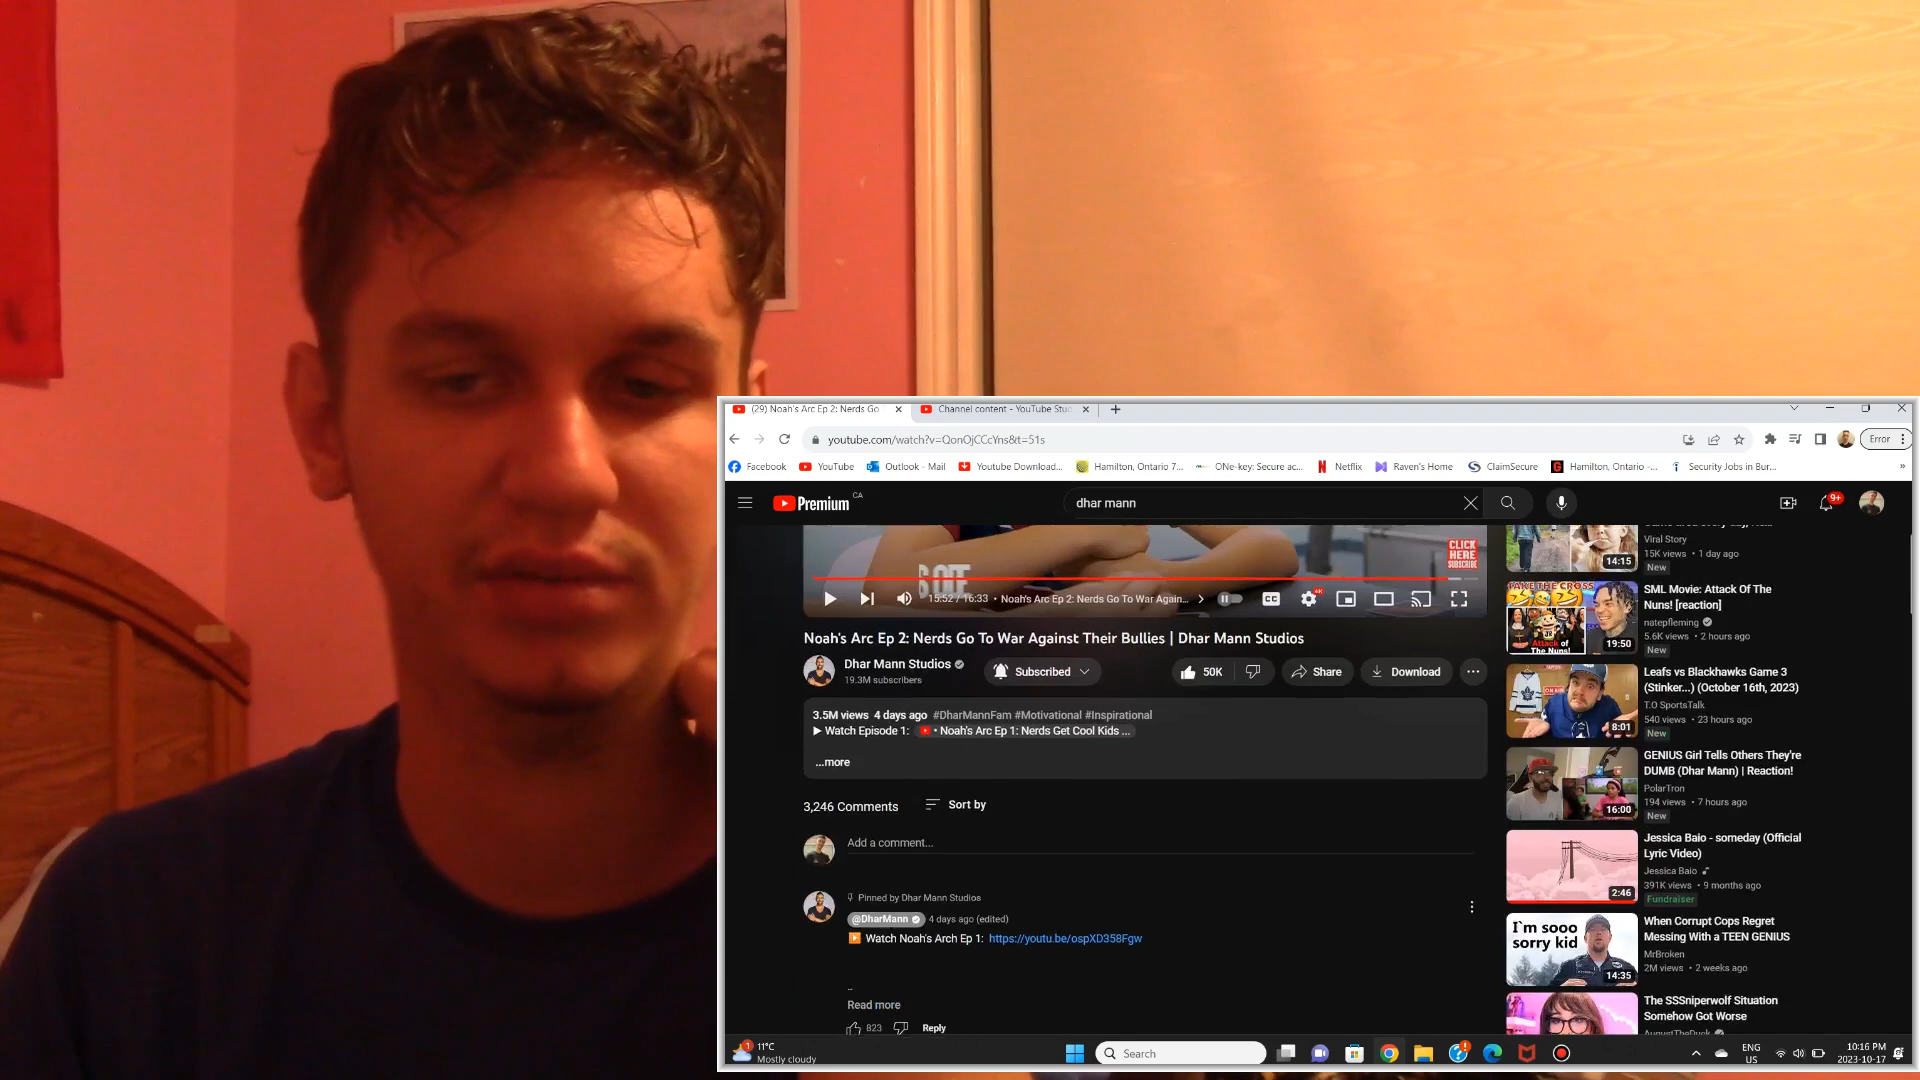 (29) Noah's Arc Ep 2: Nerds Go
Channel content - YouTube Stu
youtube.com/watch?v=QonOjCCcYns&t=51s
Error
Facebook YouTube Outlook - Mail Youtube Download... Hamilton, Ontario 7... ONe-key: Secure ac... Netflix Raven's Home ClaimSecure Hamilton, Ontario -... Security Jobs in Bur... »
Premium CA
dhar mann
9+
CLICK
HERE
SUBSCRIBE
15:52 / 16:33 • Noah's Arc Ep 2: Nerds Go To War Again...
CC
Noah's Arc Ep 2: Nerds Go To War Against Their Bullies | Dhar Mann Studios
Dhar Mann Studios
19.3M subscribers
Subscribed
50K
Share
Download
3.5M views 4 days ago #DharMannFam #Motivational #Inspirational
Watch Episode 1: • Noah's Arc Ep 1: Nerds Get Cool Kids ...
...more
3,246 Comments
Sort by
Add a comment...
Pinned by Dhar Mann Studios
@DharMann 4 days ago (edited)
Watch Noah's Arch Ep 1: https://youtu.be/ospXD358Fgw
..
Read more
823
Reply
Viral Story
15K views • 1 day ago
New
14:15
TAKE THE CROSS
Attack of
The Nuns!
19:50
SML Movie: Attack Of The
Nuns! [reaction]
natepfleming
5.6K views • 2 hours ago
New
8:01
Leafs vs Blackhawks Game 3
(Stinker...) (October 16th, 2023)
T.O SportsTalk
540 views • 23 hours ago
New
16:00
GENIUS Girl Tells Others They're
DUMB (Dhar Mann) | Reaction!
PolarTron
194 views • 7 hours ago
New
2:46
Jessica Baio - someday (Official
Lyric Video)
Jessica Baio
391K views • 9 months ago
Fundraiser
I`m sooo
sorry kid
14:35
When Corrupt Cops Regret
Messing With a TEEN GENIUS
MrBroken
2M views • 2 weeks ago
The SSSniperwolf Situation
Somehow Got Worse
AugustTheDuck
1
11°C
Mostly cloudy
Search
ENG
US
10:16 PM
2023-10-17